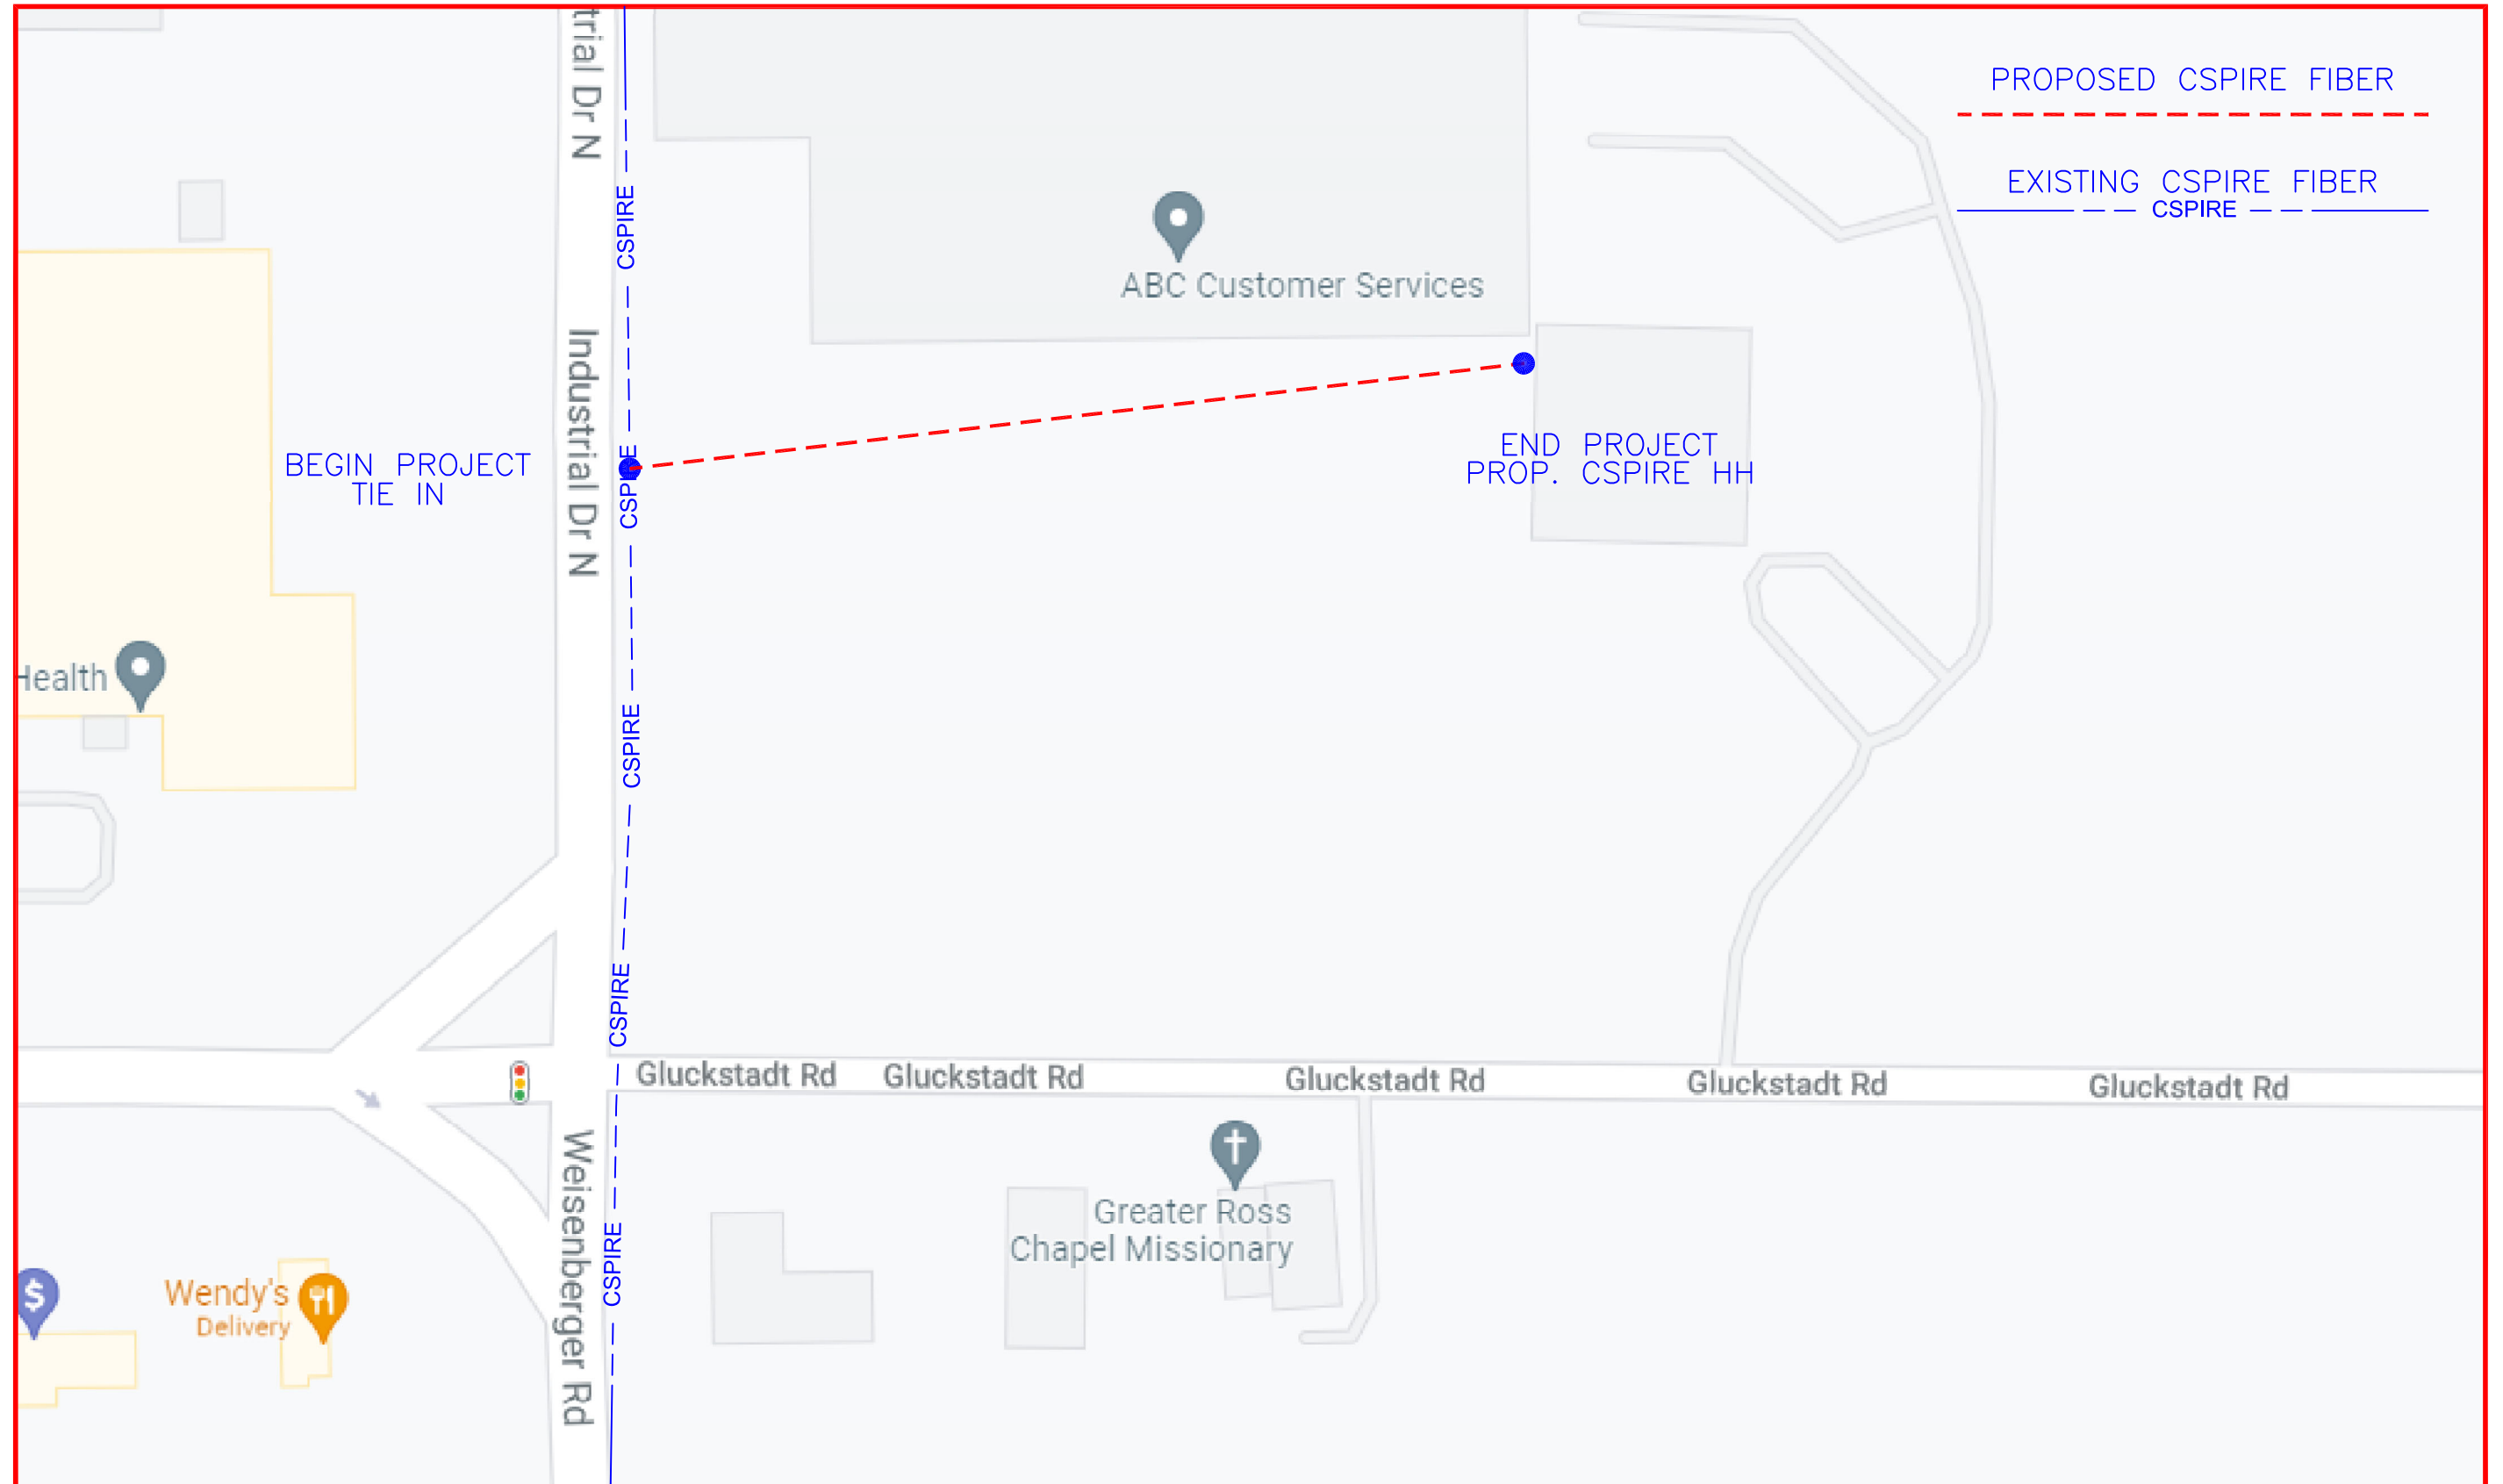 trial Dr N
PROPOSED CSPIRE FIBER
EXISTING CSPIRE FIBER
CSPIRE
CSPIRE
ABC Customer Services
Industrial Dr N
BEGIN PROJECT
TIE IN
CSPIRE
END PROJECT
PROP. CSPIRE HH
Health
CSPIRE
CSPIRE
Gluckstadt Rd
Gluckstadt Rd
Gluckstadt Rd
Gluckstadt Rd
Gluckstadt Rd
Weisenberger Rd
CSPIRE
Greater Ross
Chapel Missionary
$
Wendy's
Delivery